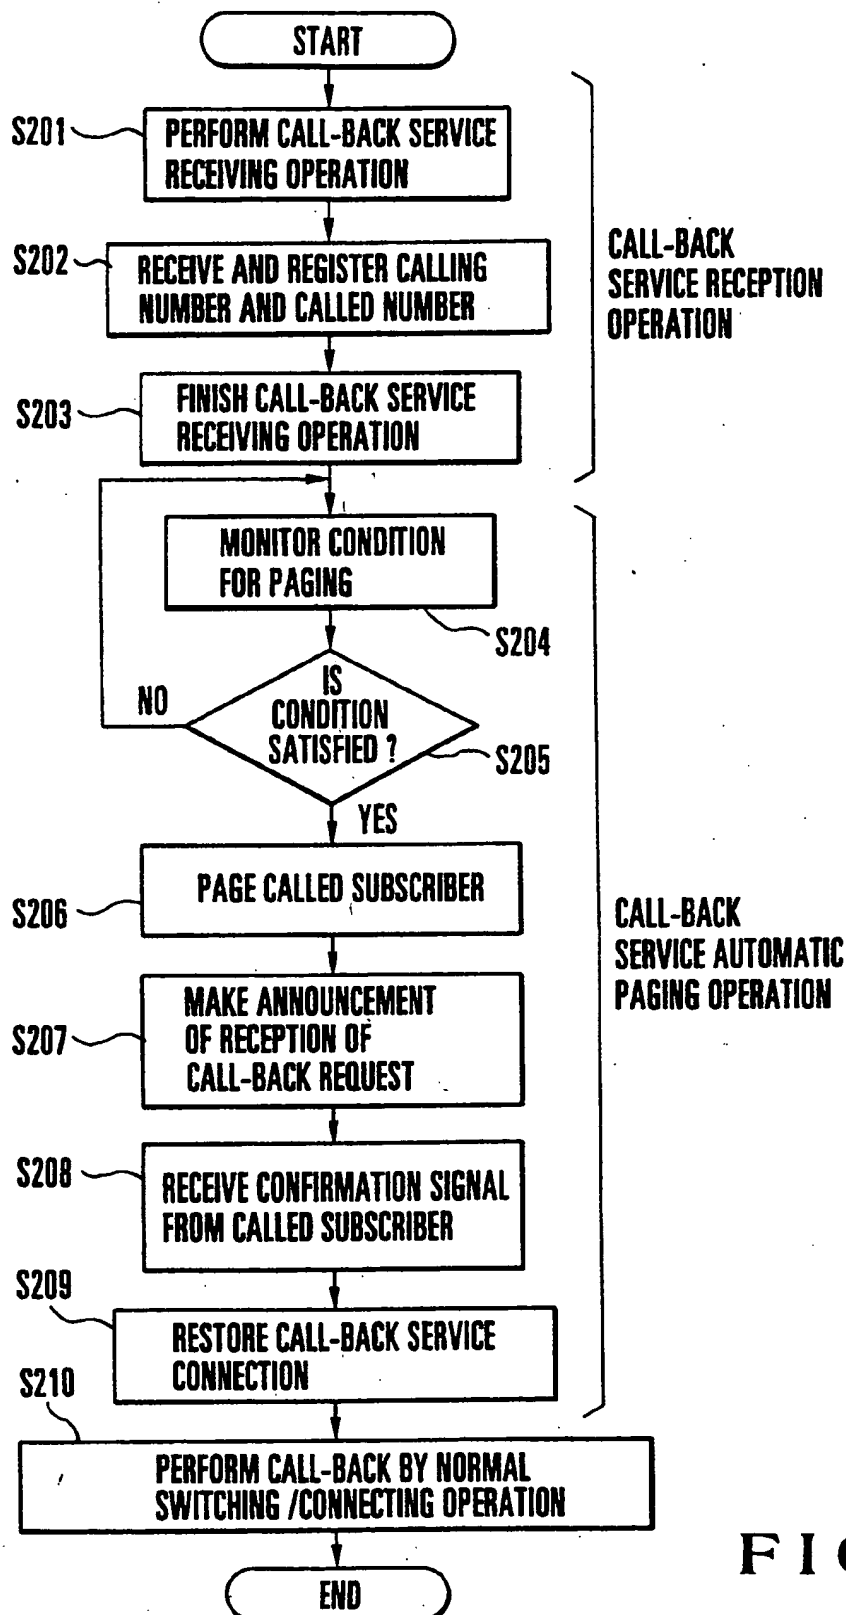 START
S201
PERFORM CALL-BACK SERVICE
RECEIVING OPERATION
S202
RECEIVE AND REGISTER CALLING
NUMBER AND CALLED NUMBER
S203
FINISH CALL-BACK SERVICE
RECEIVING OPERATION
CALL-BACK
SERVICE RECEPTION
OPERATION
MONITOR CONDITION
FOR PAGING
S204
IS
CONDITION
SATISFIED ?
S205
NO
YES
S206
PAGE CALLED SUBSCRIBER
S207
MAKE ANNOUNCEMENT
OF RECEPTION OF
CALL-BACK REQUEST
S208
RECEIVE CONFIRMATION SIGNAL
FROM CALLED SUBSCRIBER
S209
RESTORE CALL-BACK SERVICE
CONNECTION
CALL-BACK
SERVICE AUTOMATIC
PAGING OPERATION
S210
PERFORM CALL-BACK BY NORMAL
SWITCHING /CONNECTING OPERATION
END